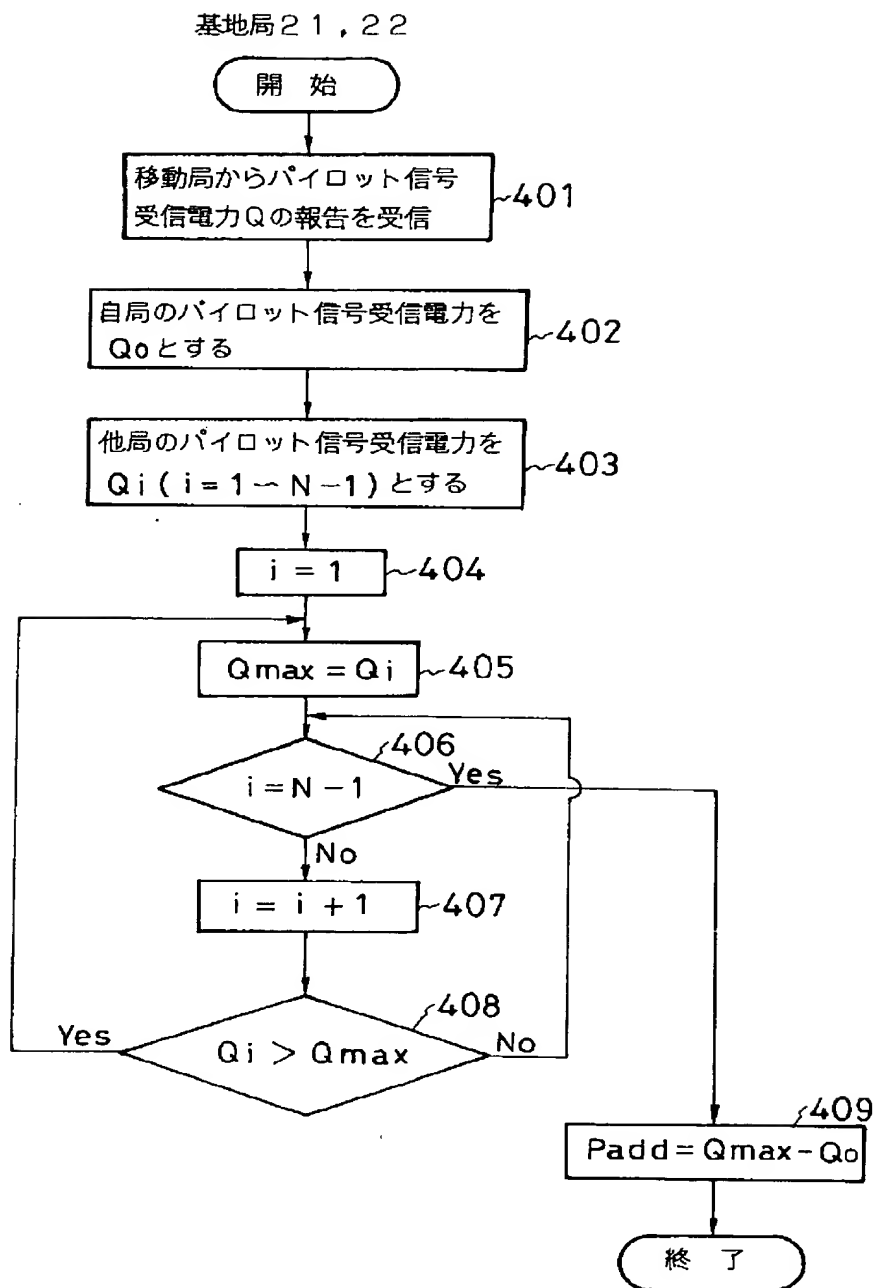 基地局21,22
開 始
移動局からパイロット信号
受信電力Qの報告を受信
401
自局のパイロット信号受信電力を
Qoとする
402
他局のパイロット信号受信電力を
Qi(i=1~N-1)とする
403
i = 1
404
Qmax = Qi
405
406
i=N-1
Yes
No
i = i + 1
407
408
Yes
Qi > Qmax
No
409
Padd=Qmax-Qo
終 了